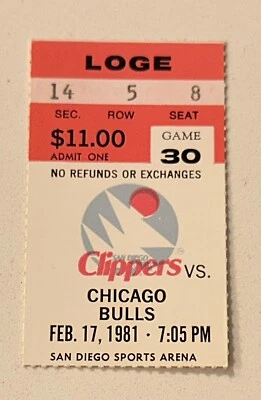 LOGE
14 5 8
SEC. ROW SEAT
$11.00 GAME
ADMIT ONE 30
NO REFUNDS OR EXCHANGES
SAN DIEGO
Clippers VS.
CHICAGO
BULLS
FEB. 17, 1981 · 7:05 PM
SAN DIEGO SPORTS ARENA